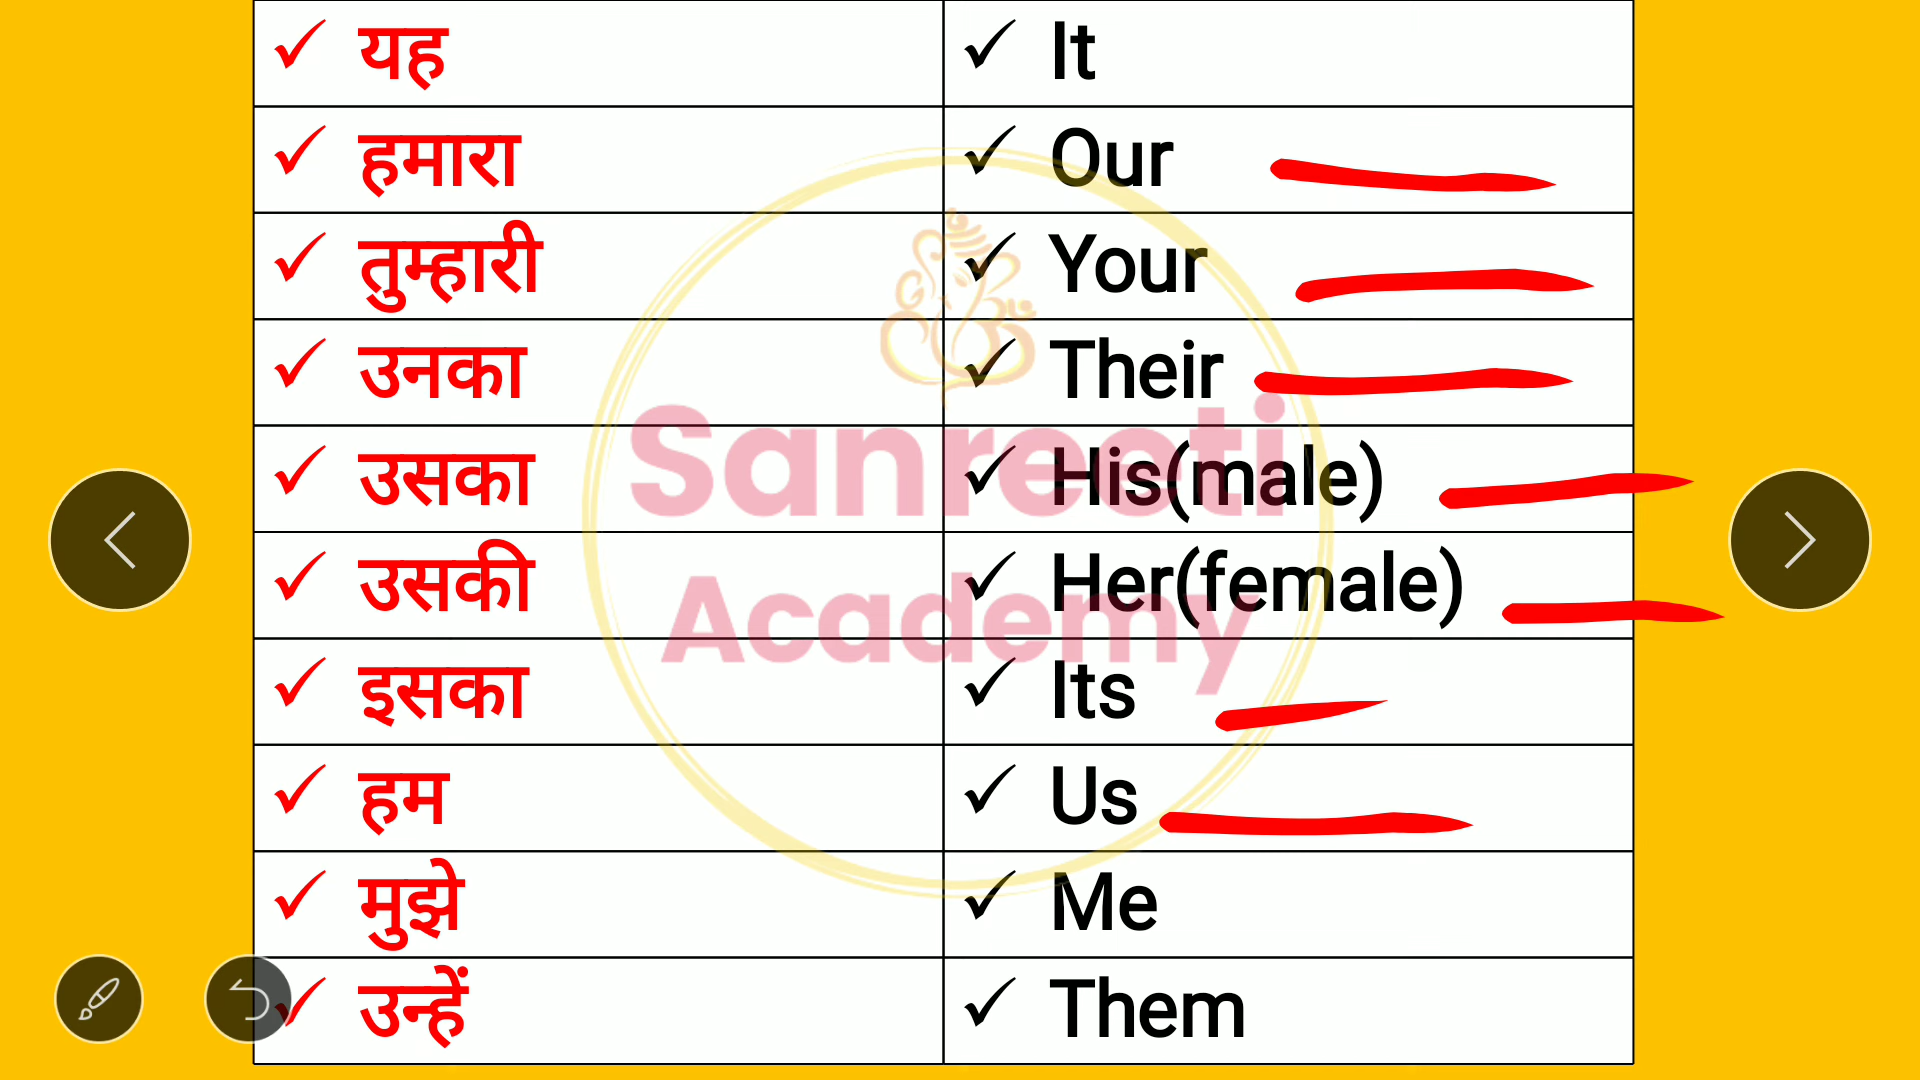 यह It
हमारा Our
तुम्हारी Your
उनका Their
उसका His(male)
उसकी Her(female)
इसका Its
हम Us
मुझे Me
उन्हें Them
Sanreeti
Academy